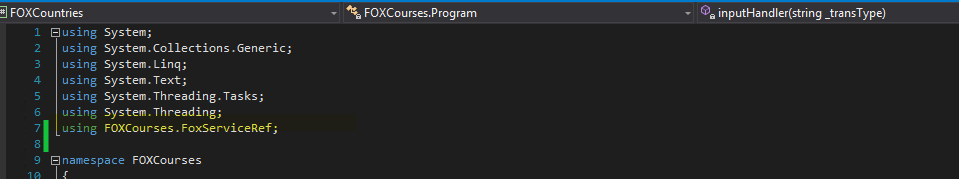 FOXCountries FOXCourses.Program inputHandler(string _transType)
1 using System;
2 using System.Collections.Generic;
3 using System.Linq;
4 using System.Text;
5 using System.Threading.Tasks;
6 using System.Threading;
7 using FOXCourses.FoxServiceRef;
8
9 namespace FOXCourses
10 {